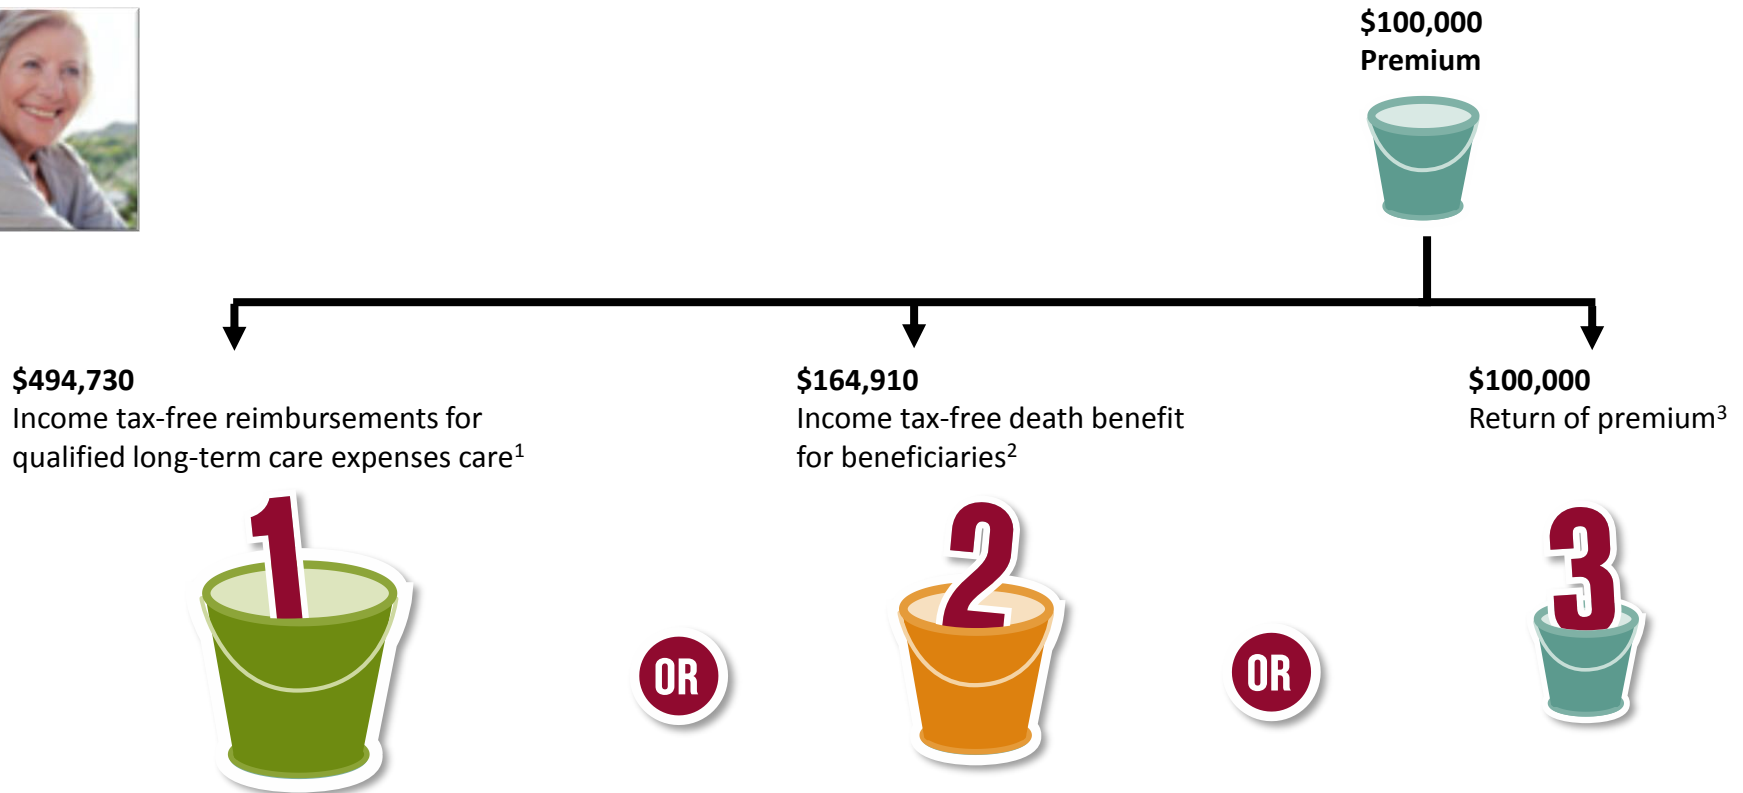 $100,000
Premium
$494,730
Income tax-free reimbursements for
qualified long-term care expenses care1
$164,910
Income tax-free death benefit
for beneficiaries2
$100,000
Return of premium3
1
OR
2
OR
3